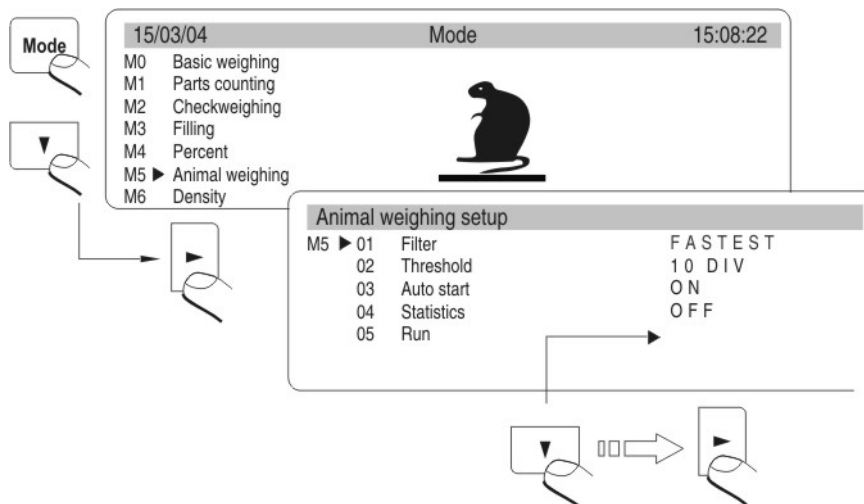 Mode
15/03/04 Mode 15:08:22
M0 Basic weighing
M1 Parts counting
M2 Checkweighing
M3 Filling
M4 Percent
M5 ▶ Animal weighing
M6 Density
Animal weighing setup
M5 ▶ 01 Filter FASTEST
02 Threshold 10 DIV
03 Auto start ON
04 Statistics OFF
05 Run